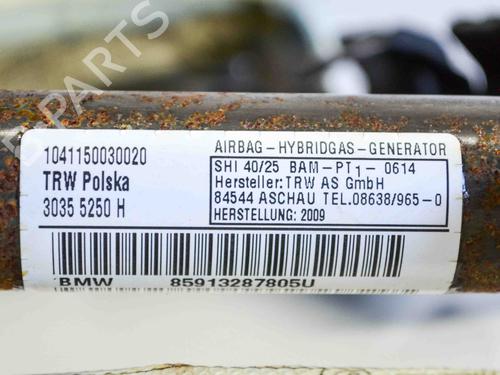 1041150030020
TRW Polska
3035 5250 H
AIRBAG-HYBRIDGAS-GENERATOR
SHI 40/25 BAM-PT1-0614
Hersteller:TRW AS GmbH
84544 ASCHAU TEL.08638/965-0
HERSTELLUNG: 2009
BMW 85913287805U
B-PARTS